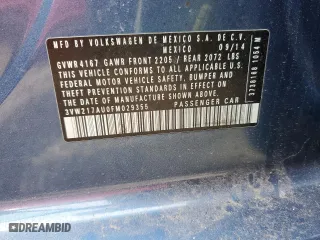 MFD BY VOLKSWAGEN DE MEXICO S.A. DE C.V.
MEXICO 09/14
GVWR4167 GAWR FRONT 2205 / REAR 2072 LBS
THIS VEHICLE CONFORMS TO ALL APPLICABLE
FEDERAL MOTOR VEHICLE SAFETY, BUMPER AND
THEFT PREVENTION STANDARDS IN EFFECT ON
THE DATE OF MANUFACTURE SHOWN ABOVE.
3VW217AU0FM029355 PASSENGER CAR
1054 M
DREAMBID